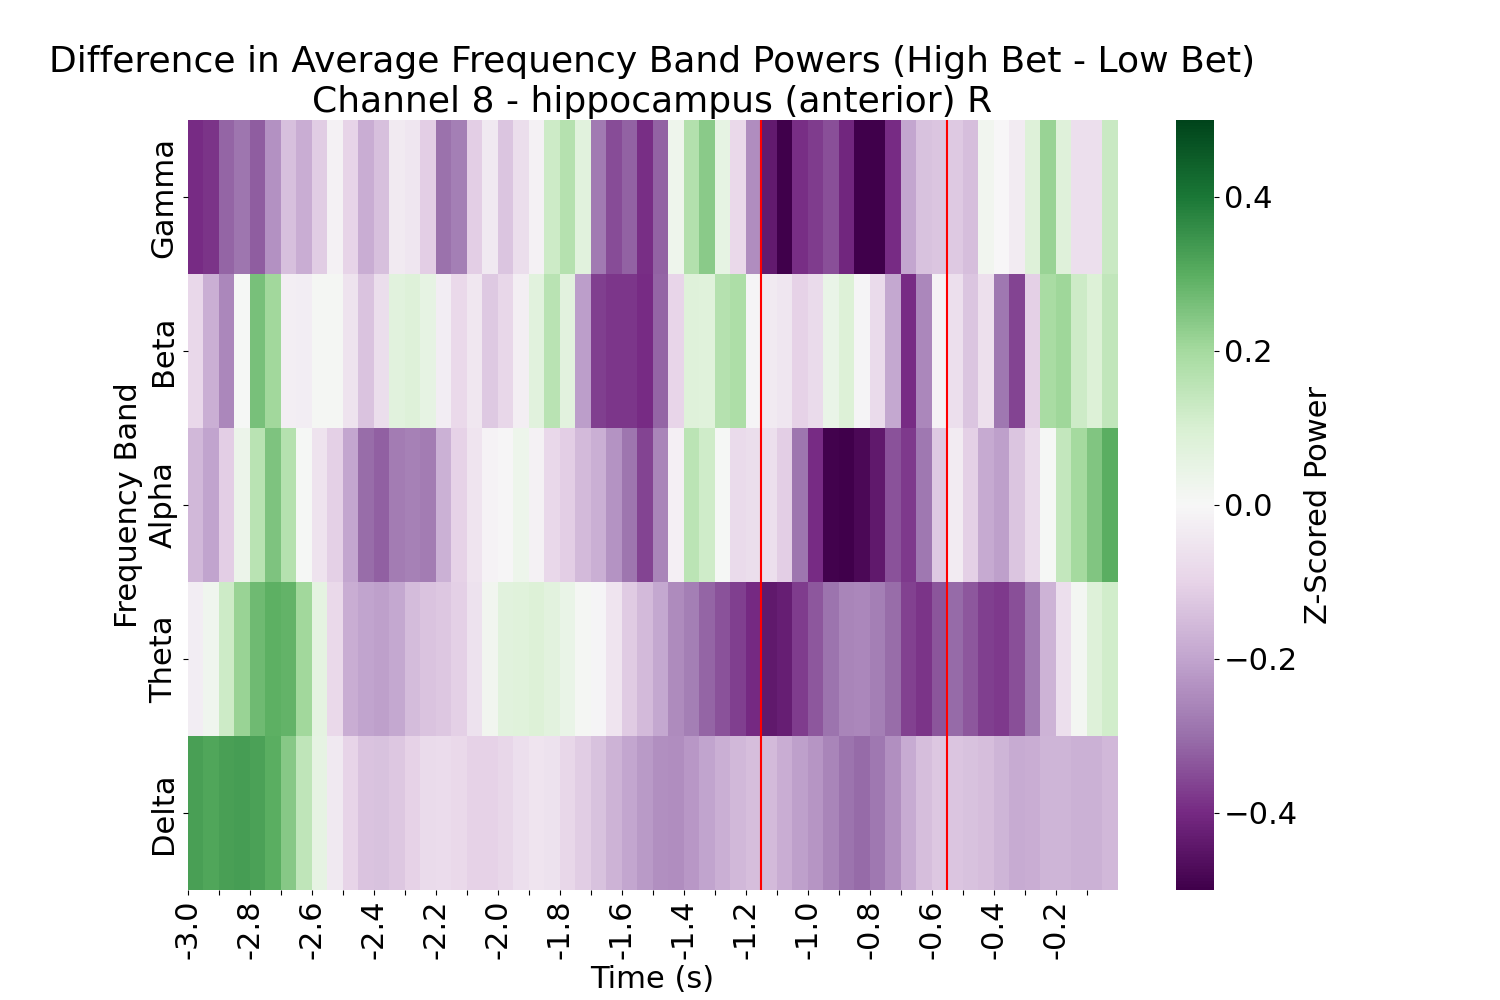 Difference in Average Frequency Band Powers (High Bet - Low Bet)
Channel 8 - hippocampus (anterior) R
Frequency Band
Gamma
Beta
Alpha
Theta
Delta
-3.0
-2.8
-2.6
-2.4
-2.2
-2.0
-1.8
-1.6
-1.4
-1.2
-1.0
-0.8
-0.6
-0.4
-0.2
Time (s)
0.4
0.2
0.0
−0.2
−0.4
Z-Scored Power